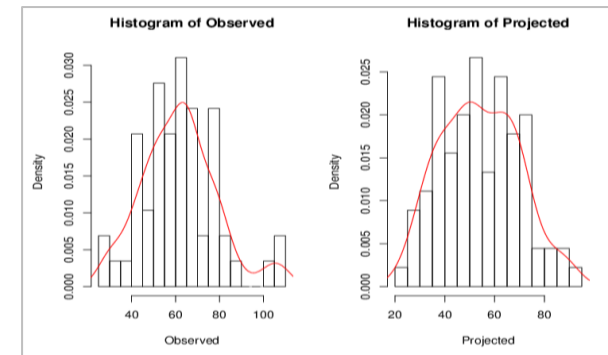 Histogram of Observed
Density
0.000 0.005 0.010 0.015 0.020 0.025 0.030
40 60 80 100
Observed
Histogram of Projected
Density
0.000 0.005 0.010 0.015 0.020 0.025
20 40 60 80
Projected